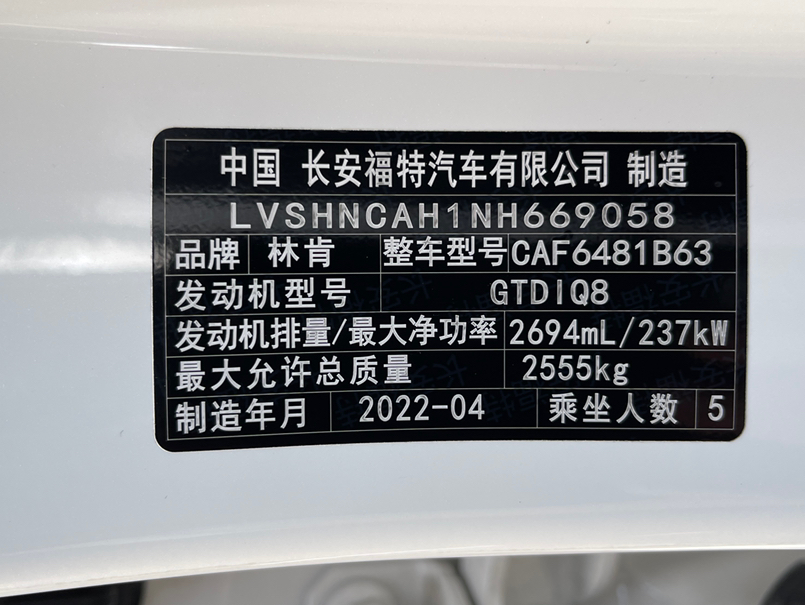 中国 长安福特汽车有限公司 制造
LVSHNCAH1NH669058
品牌 林肯 整车型号 CAF6481B63
发动机型号 GTDIQ8
发动机排量/最大净功率 2694mL/237kW
最大允许总质量 2555kg
制造年月 2022-04 乘坐人数 5